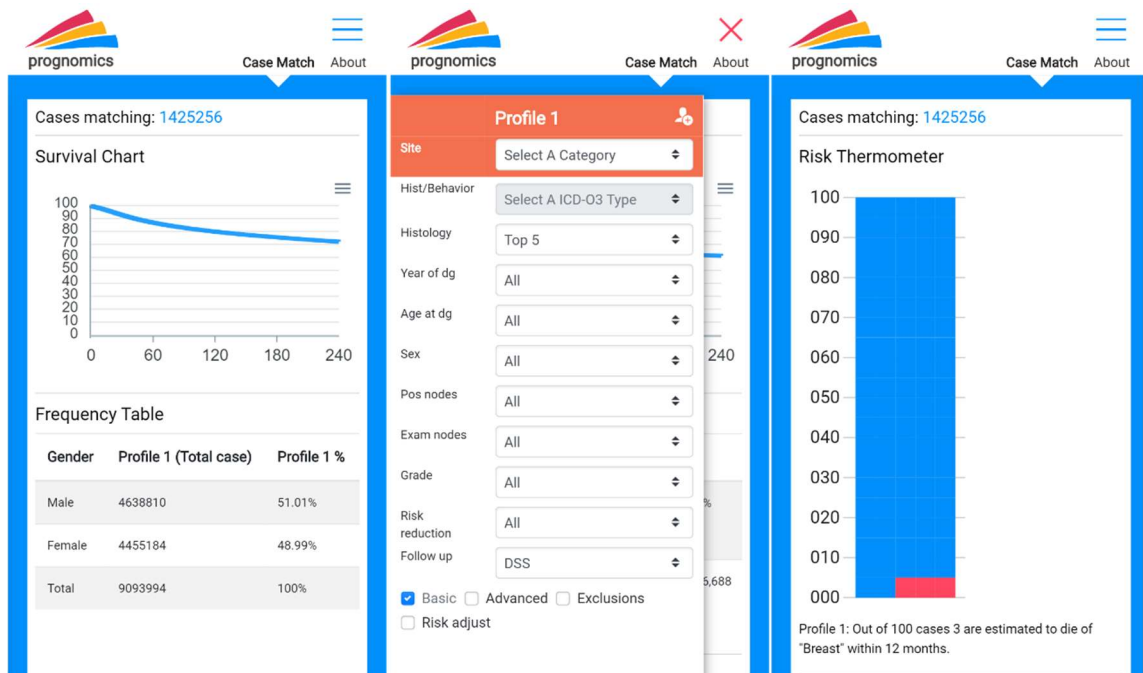 prognomics
Case Match About
Cases matching: 1425256
Survival Chart
100
90
80
70
60
50
40
30
20
10
0
0 60 120 180 240
Frequency Table
Gender Profile 1 (Total case) Profile 1 %
Male 4638810 51.01%
Female 4455184 48.99%
Total 9093994 100%
prognomics
Case Match About
Profile 1
Site Select A Category
Hist/Behavior Select A ICD-O3 Type
Histology Top 5
Year of dg All
Age at dg All
Sex All
240
Pos nodes All
Exam nodes All
Grade All
%
Risk
reduction All
Follow up DSS
6,688
Basic Advanced Exclusions
Risk adjust
prognomics
Case Match About
Cases matching: 1425256
Risk Thermometer
100
090
080
070
060
050
040
030
020
010
000
Profile 1: Out of 100 cases 3 are estimated to die of
"Breast" within 12 months.